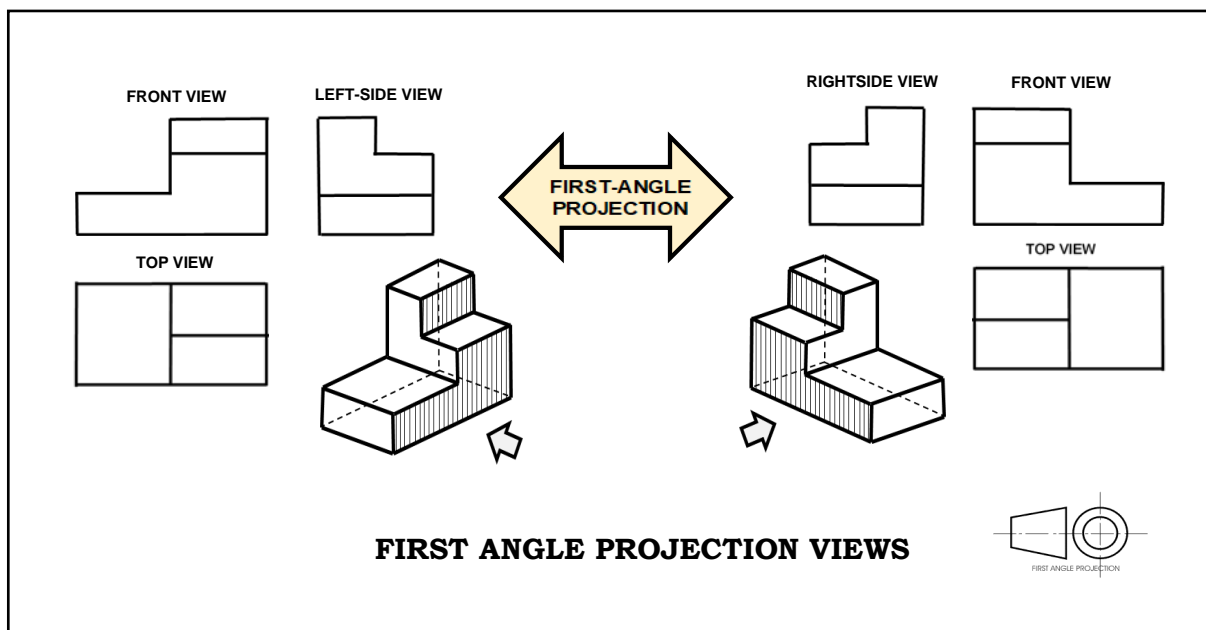 FRONT VIEW
LEFT-SIDE VIEW
RIGHTSIDE VIEW
FRONT VIEW
FIRST-ANGLE
PROJECTION
TOP VIEW
TOP VIEW
FIRST ANGLE PROJECTION VIEWS
FIRST ANGLE PROJECTION